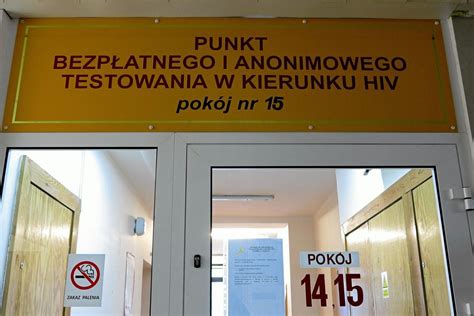 PUNKT
BEZPŁATNEGO I ANONIMOWEGO
TESTOWANIA W KIERUNKU HIV
pokój nr 15
POKÓJ
14 15
ZAKAZ PALENIA